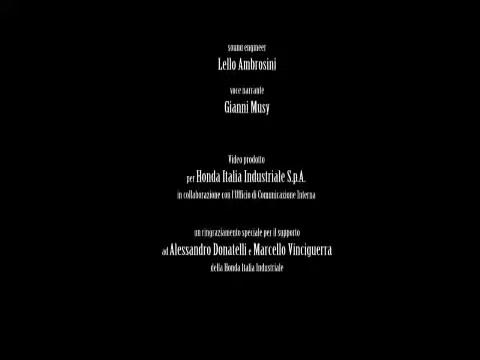 sound engineer
Lello Ambrosini
voce narrante
Gianni Musy
Video prodotto
per Honda Italia Industriale S.p.A.
in collaborazione con l'Ufficio di Comunicazione Interna
un ringraziamento speciale per il supporto
ad Alessandro Donatelli e Marcello Vinciguerra
della Honda Italia Industriale